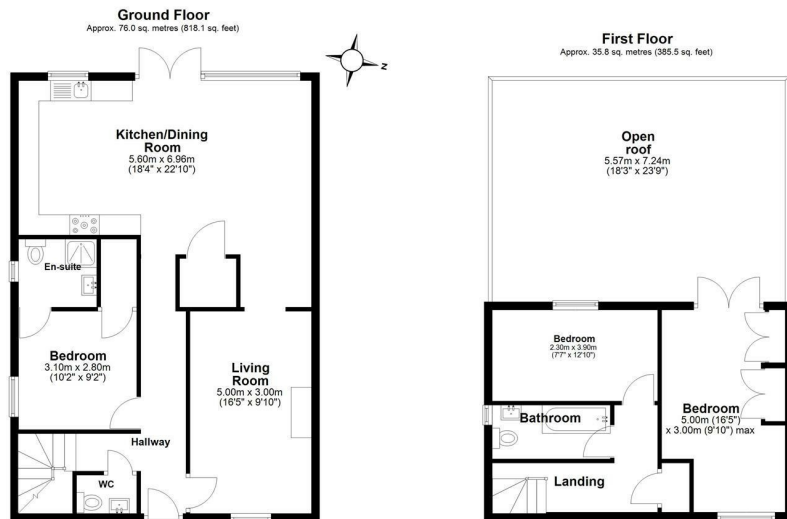 Ground Floor
Approx. 76.0 sq. metres (818.1 sq. feet)
N
Kitchen/Dining
Room
5.60m x 6.96m
(18'4" x 22'10")
En-suite
Bedroom
3.10m x 2.80m
(10'2" x 9'2")
Living
Room
5.00m x 3.00m
(16'5" x 9'10")
Hallway
WC
First Floor
Approx. 35.8 sq. metres (385.5 sq. feet)
Open
roof
5.57m x 7.24m
(18'3" x 23'9")
Bedroom
2.30m x 3.90m
(7'7" x 12'10")
Bathroom
Bedroom
5.00m (16'5")
x 3.00m (9'10") max
Landing